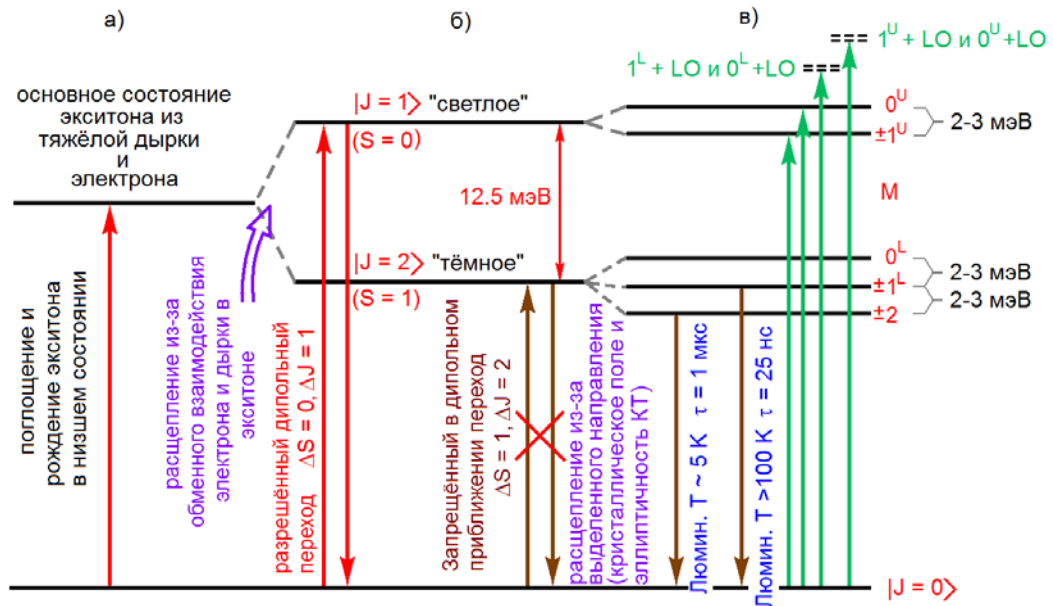 а)
б)
в)
основное состояние
экситона из
тяжёлой дырки
и
электрона
поглощение и
рождение экситона
в низшем состоянии
расщепление из-за
обменного взаимодействия
электрона и дырки в
экситоне
|J = 1> "светлое"
(S = 0)
12.5 мэВ
|J = 2> "тёмное"
(S = 1)
разрешённый дипольный
переход ΔS = 0, ΔJ = 1
Запрещённый в дипольном
приближении переход
ΔS = 1, ΔJ = 2
расщепление из-за
выделенного направления
(кристаллическое поле и
эллиптичность КТ)
1ᵁ + LO и 0ᵁ+LO
1ᴸ + LO и 0ᴸ+LO
0ᵁ
±1ᵁ
2-3 мэВ
M
0ᴸ
±1ᴸ
±2
2-3 мэВ
2-3 мэВ
Люмин. T ~ 5 K τ = 1 мкс
Люмин. T >100 K τ = 25 нс
|J = 0>